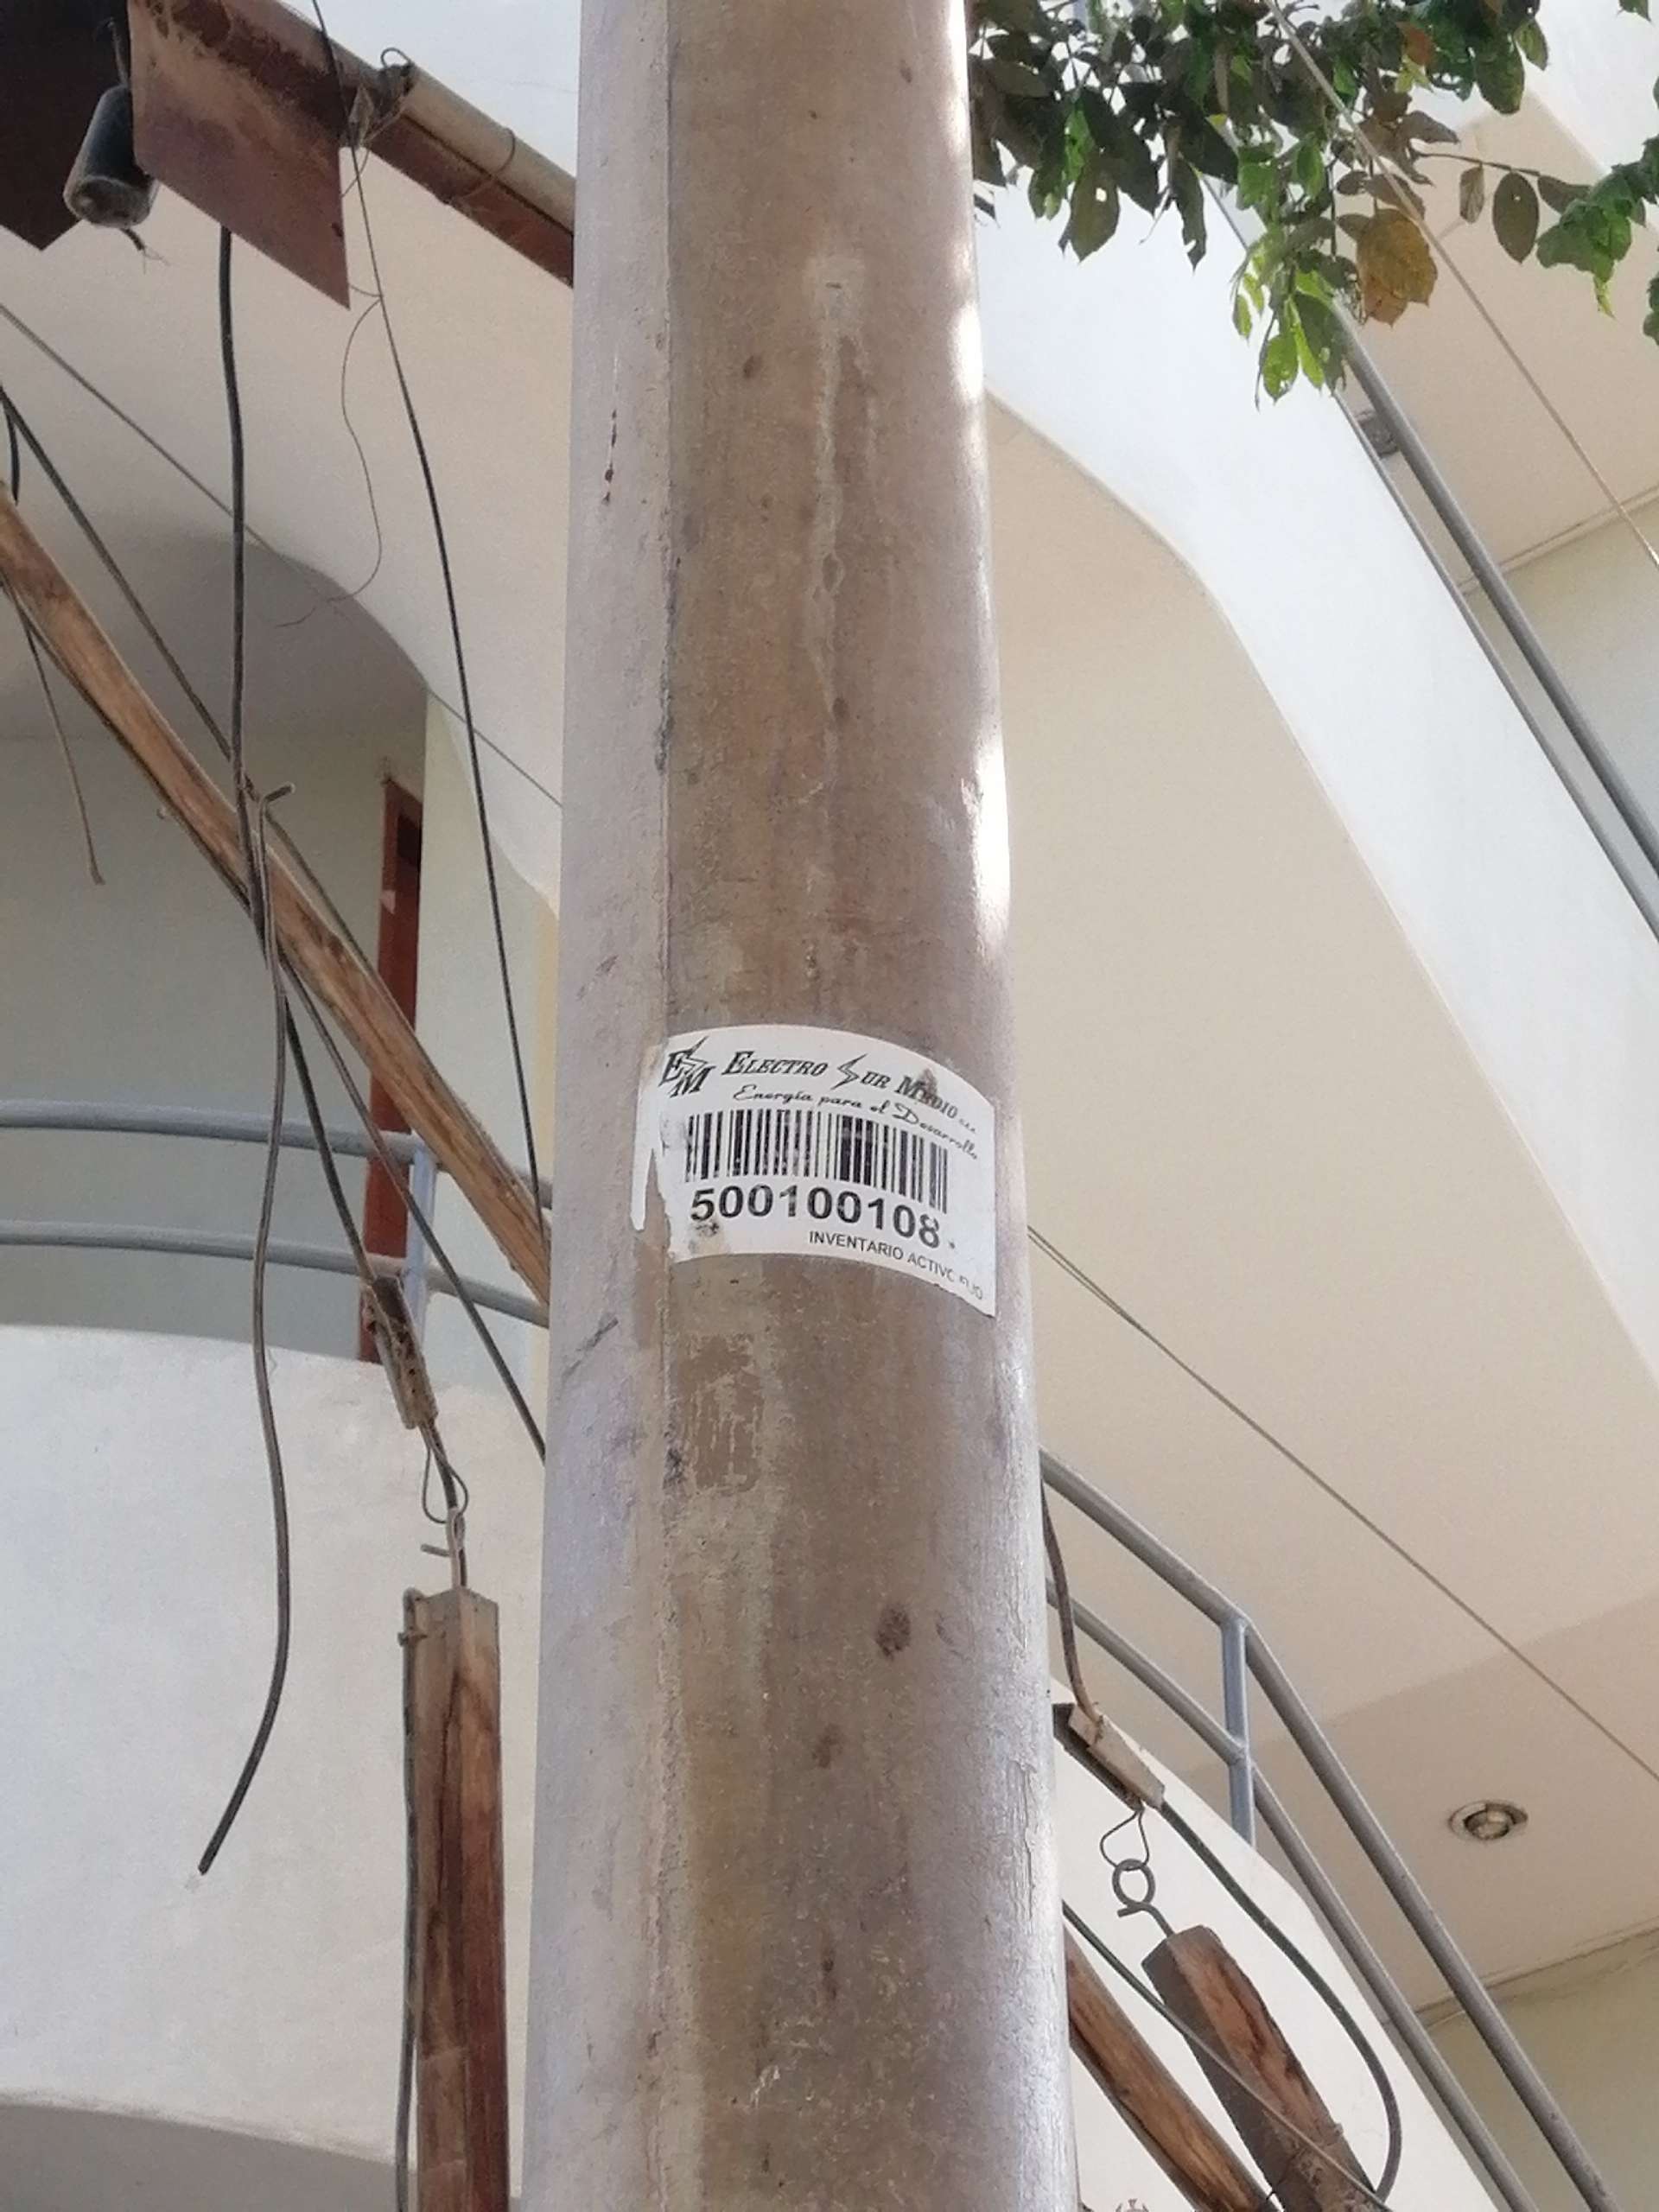 EM ELECTRO SUR MEDIO S.A.A.
Energía para el Desarrollo
500100108
INVENTARIO ACTIVO FIJO